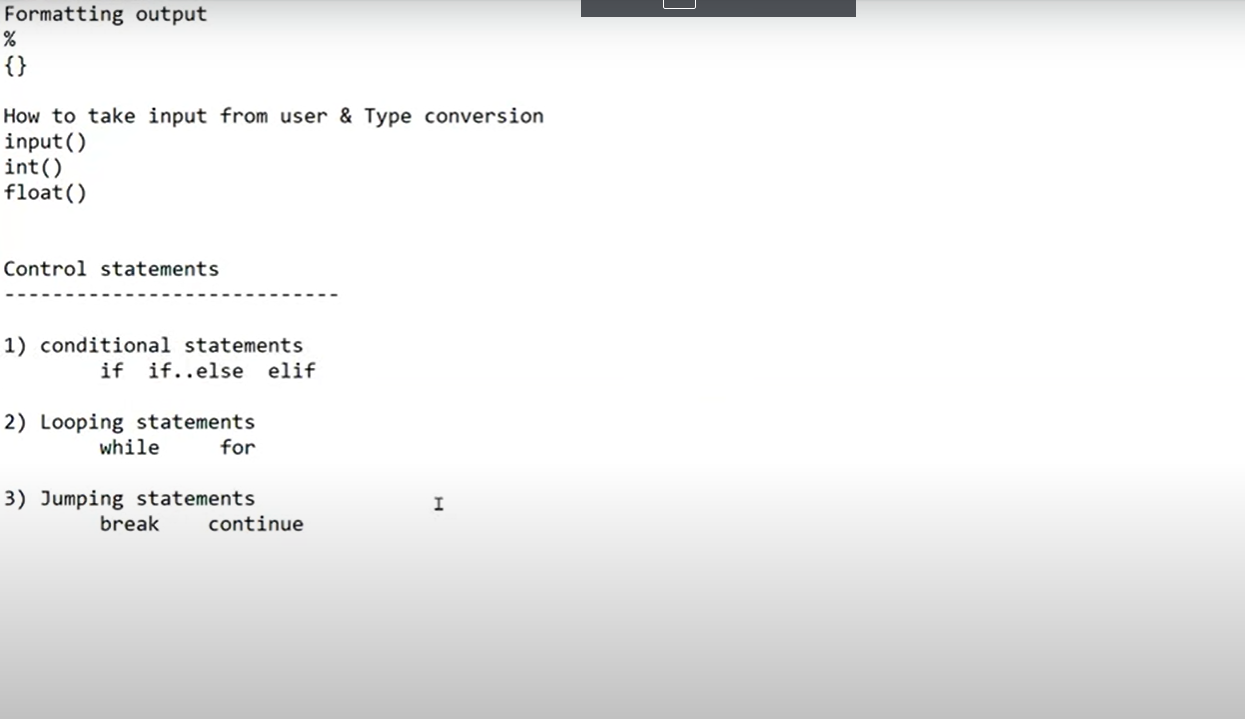 Formatting output
%
{}
How to take input from user & Type conversion
input()
int()
float()
Control statements
----------------------------
1) conditional statements
if if..else elif
2) Looping statements
while for
3) Jumping statements
break continue